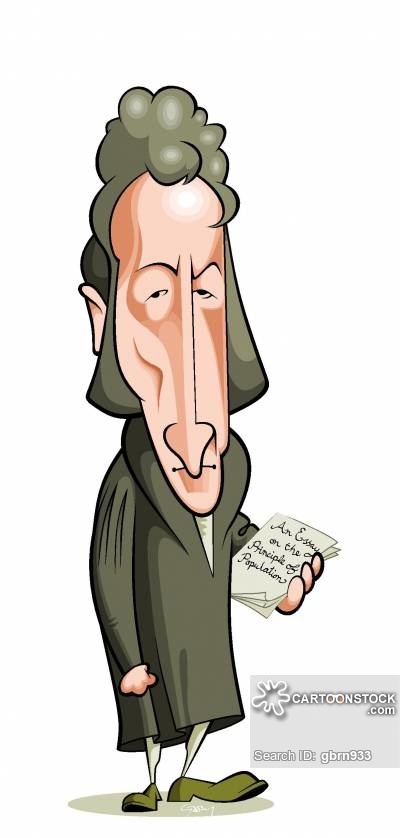 An Essay
on the
Principle of
Population
CARTOONSTOCK
.com
Search ID: gbrn933